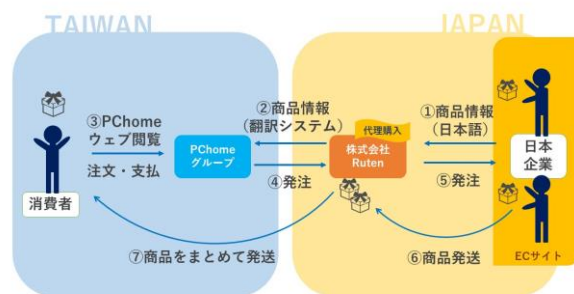 TAIWAN
JAPAN
③PChome
ウェブ閲覧
注文・支払
消費者
PChome
グループ
②商品情報
（翻訳システム）
④発注
代理購入
株式会社
Ruten
①商品情報
（日本語）
⑤発注
日本
企業
⑥商品発送
ECサイト
⑦商品をまとめて発送